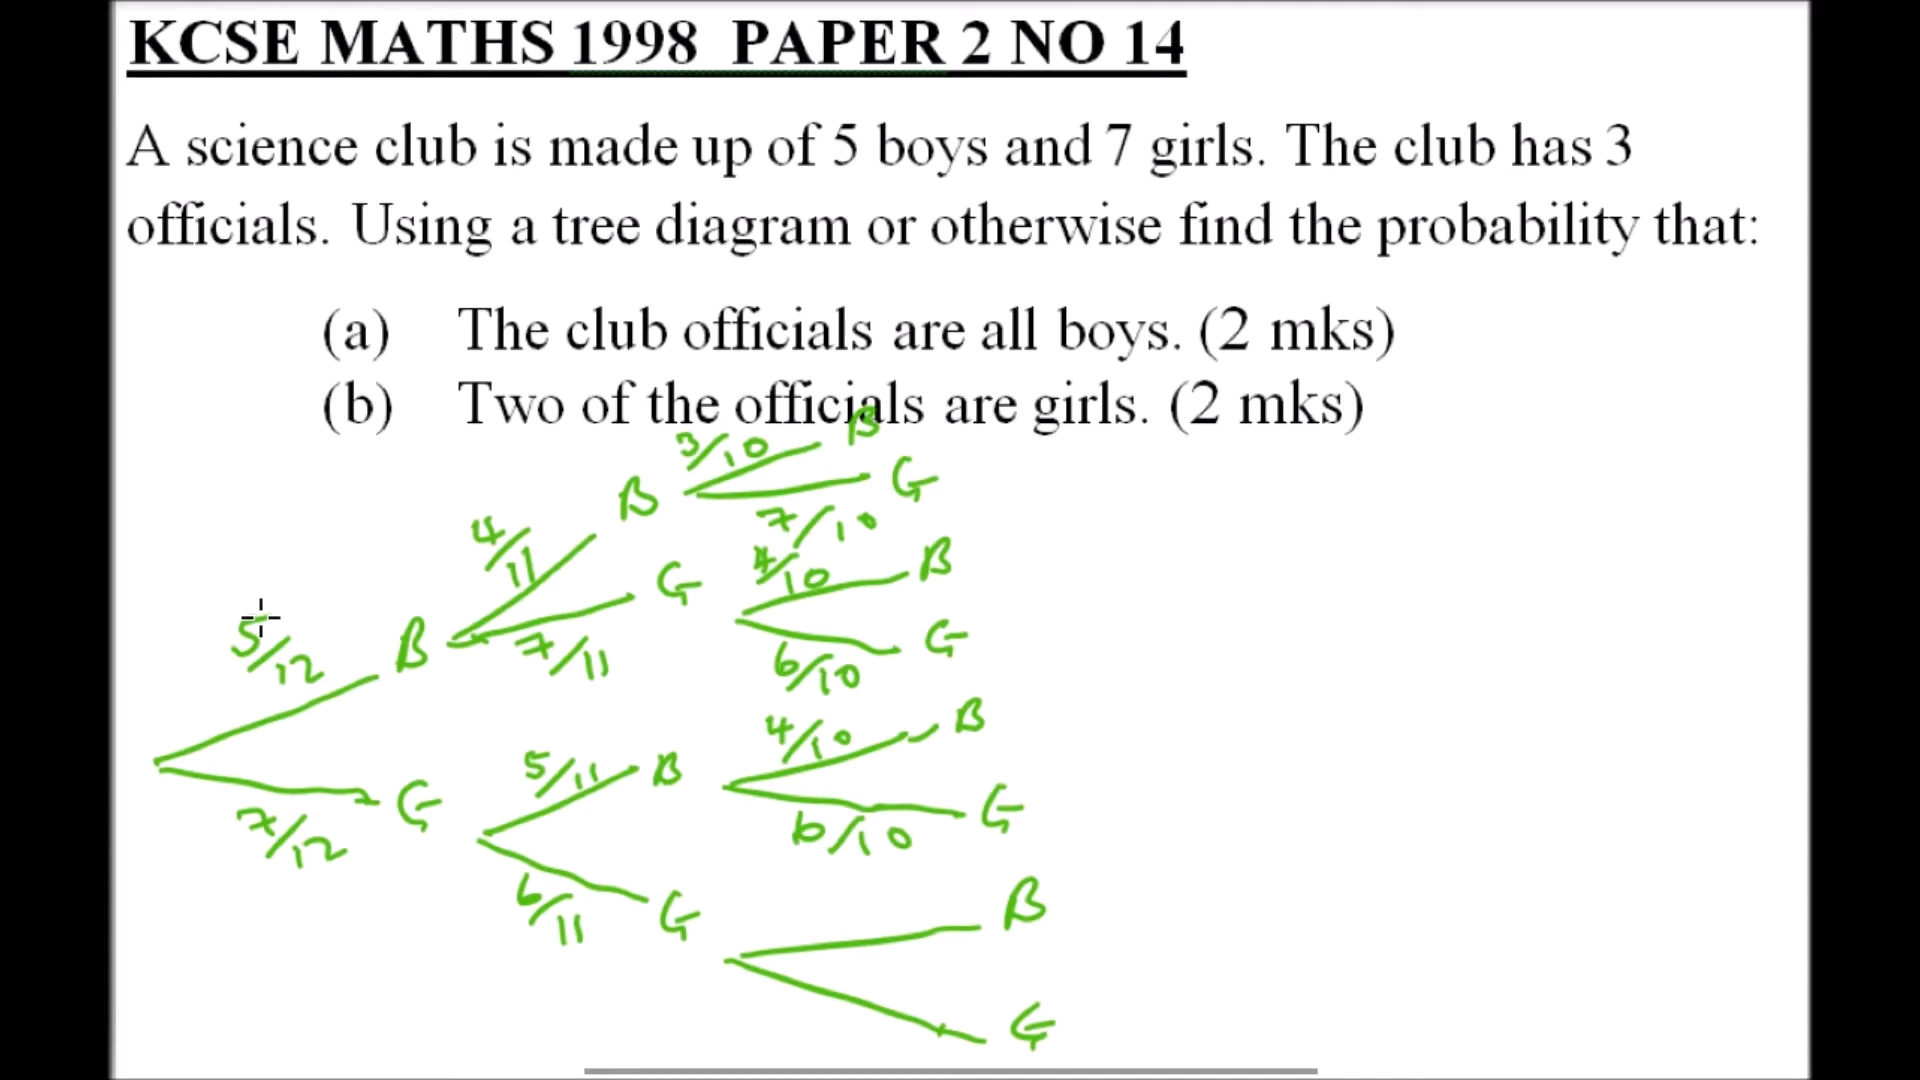 KCSE MATHS 1998 PAPER 2 NO 14
A science club is made up of 5 boys and 7 girls. The club has 3
officials. Using a tree diagram or otherwise find the probability that:
(a) The club officials are all boys. (2 mks)
(b) Two of the officials are girls. (2 mks)
3/10 B
B G
4/11 7/10
G 4/10 B
5/12 B 7/11 6/10 G
4/10 B
5/11 B
G 6/10 G
7/12
6/11 G B
G